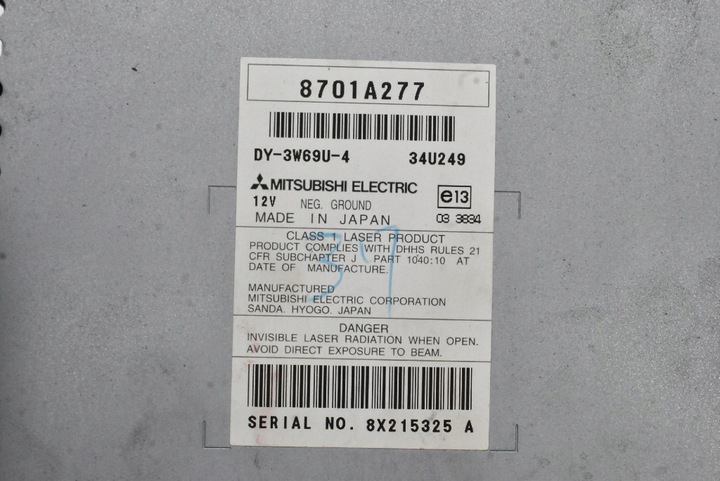 8701A277
DY-3W69U-4 34U249
MITSUBISHI ELECTRIC e13
12V NEG. GROUND
MADE IN JAPAN 03 3834
CLASS 1 LASER PRODUCT
PRODUCT COMPLIES WITH DHHS RULES 21
CFR SUBCHAPTER J PART 1040:10 AT
DATE OF MANUFACTURE.
37
MANUFACTURED
MITSUBISHI ELECTRIC CORPORATION
SANDA. HYOGO. JAPAN
DANGER
INVISIBLE LASER RADIATION WHEN OPEN.
AVOID DIRECT EXPOSURE TO BEAM.
SERIAL NO. 8X215325 A